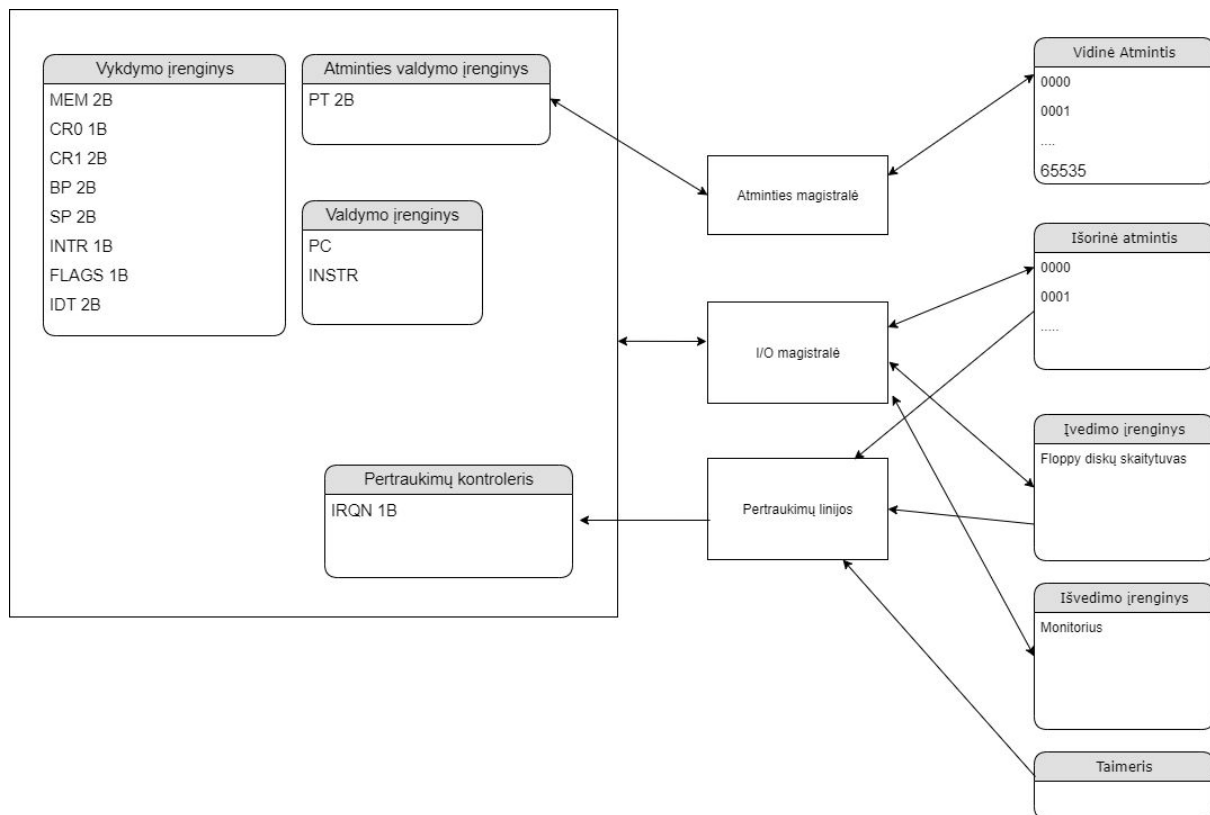 Vykdymo įrenginys
MEM 2B
CR0 1B
CR1 2B
BP 2B
SP 2B
INTR 1B
FLAGS 1B
IDT 2B
Atminties valdymo įrenginys
PT 2B
Valdymo įrenginys
PC
INSTR
Pertraukimų kontroleris
IRQN 1B
Atminties magistralė
I/O magistralė
Pertraukimų linijos
Vidinė Atmintis
0000
0001
....
65535
Išorinė atmintis
0000
0001
.....
Įvedimo įrenginys
Floppy diskų skaitytuvas
Išvedimo įrenginys
Monitorius
Taimeris